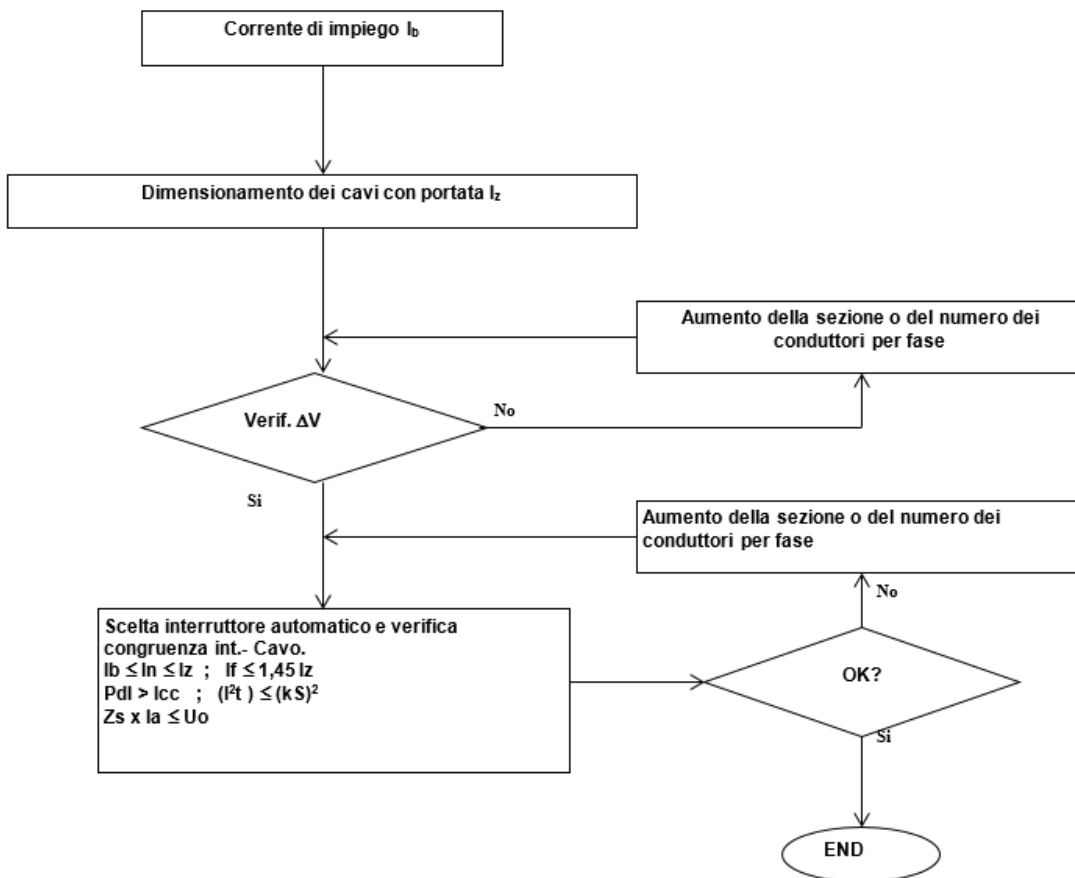 Corrente di impiego Ib
Dimensionamento dei cavi con portata Iz
Aumento della sezione o del numero dei
conduttori per fase
Verif. ΔV
No
Si
Aumento della sezione o del numero dei
conduttori per fase
No
Scelta interruttore automatico e verifica
congruenza int.- Cavo.
Ib ≤ In ≤ Iz ; If ≤ 1,45 Iz
PdI > Icc ; (I²t ) ≤ (kS)²
Zs x Ia ≤ Uo
OK?
Si
END